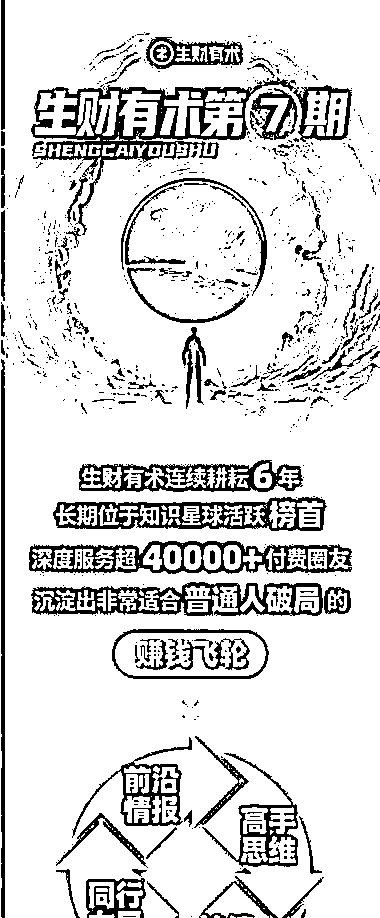 生财有术
生财有术第7期
SHENGCAIYOUSHU
生财有术连续耕耘6年
长期位于知识星球活跃榜首
深度服务超40000+付费圈友
沉淀出非常适合普通人破局的
赚钱飞轮
前沿
情报
高手
思维
同行